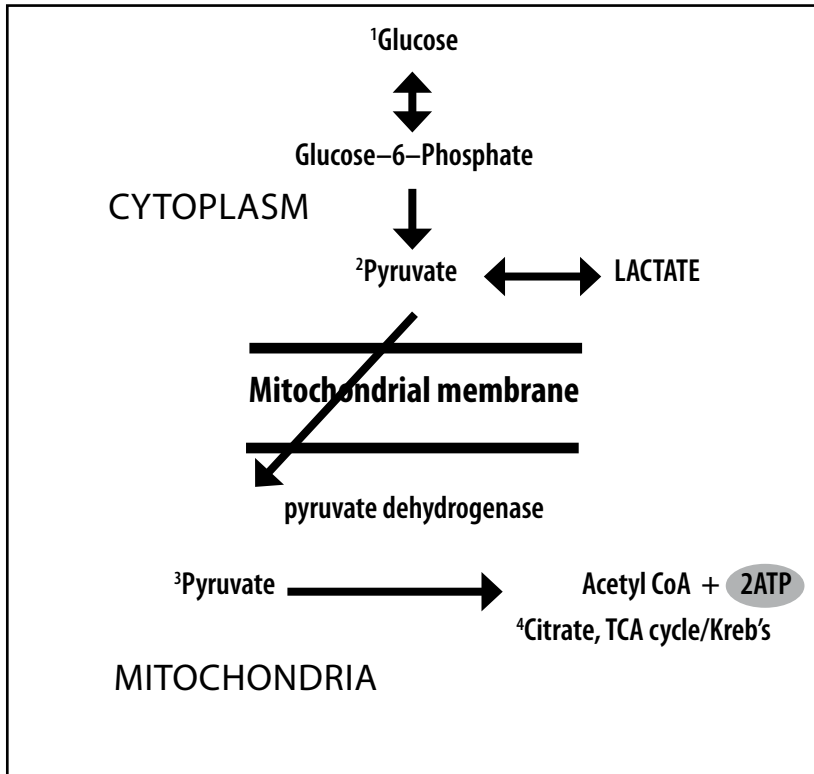 ¹Glucose
Glucose–6–Phosphate
CYTOPLASM
²Pyruvate
LACTATE
Mitochondrial membrane
pyruvate dehydrogenase
³Pyruvate
Acetyl CoA + 2ATP
⁴Citrate, TCA cycle/Kreb's
MITOCHONDRIA